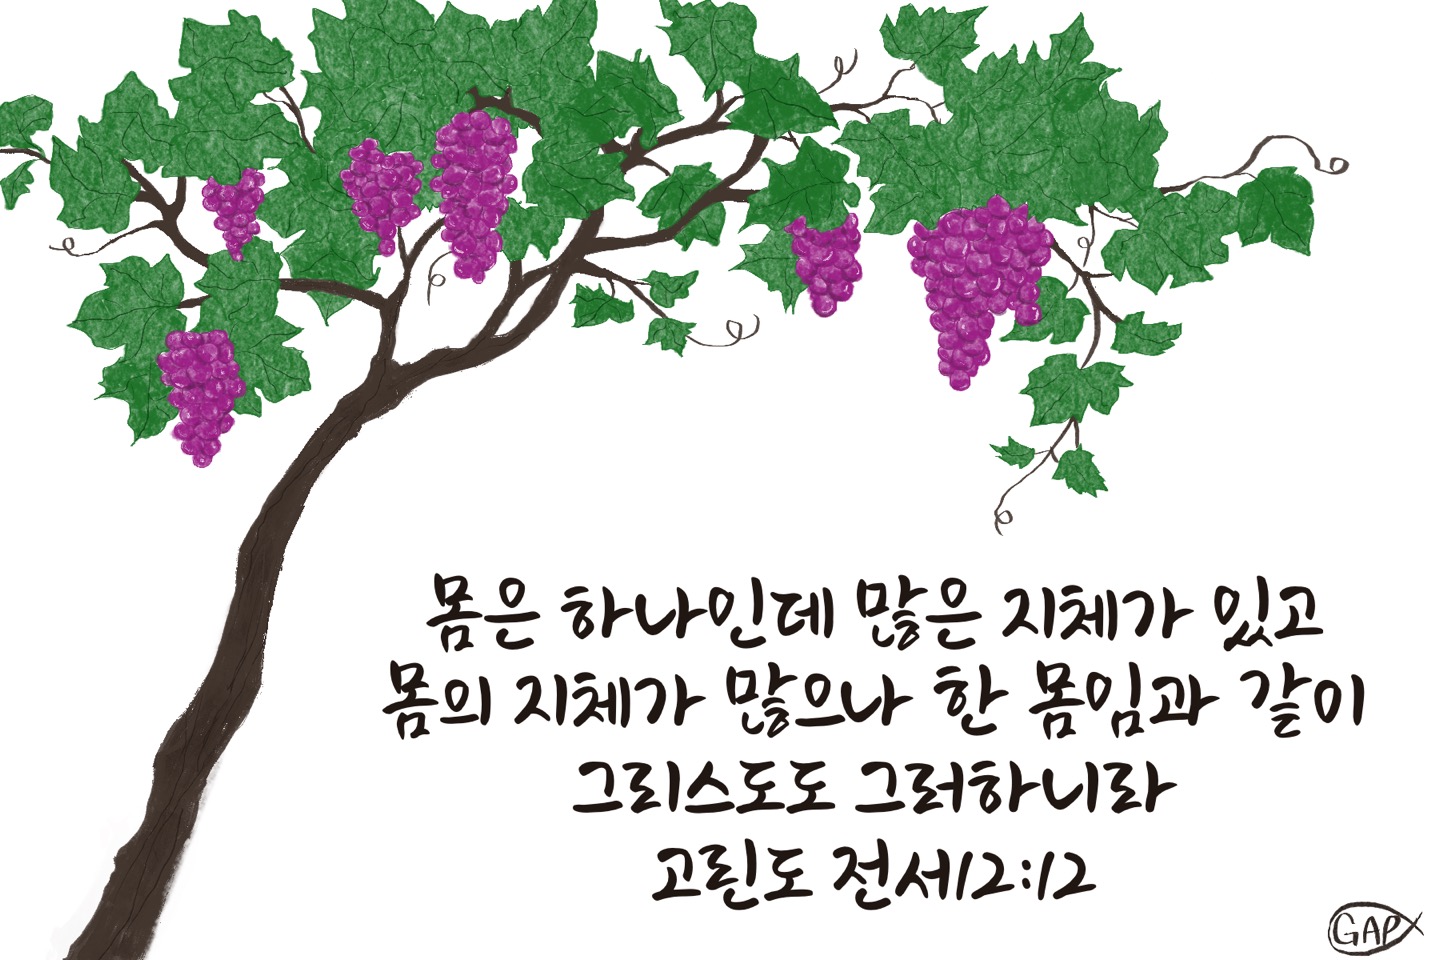 몸은 하나인데 많은 지체가 있고
몸의 지체가 많으나 한 몸임과 같이
그리스도도 그러하니라
고린도 전세12:12
GAP